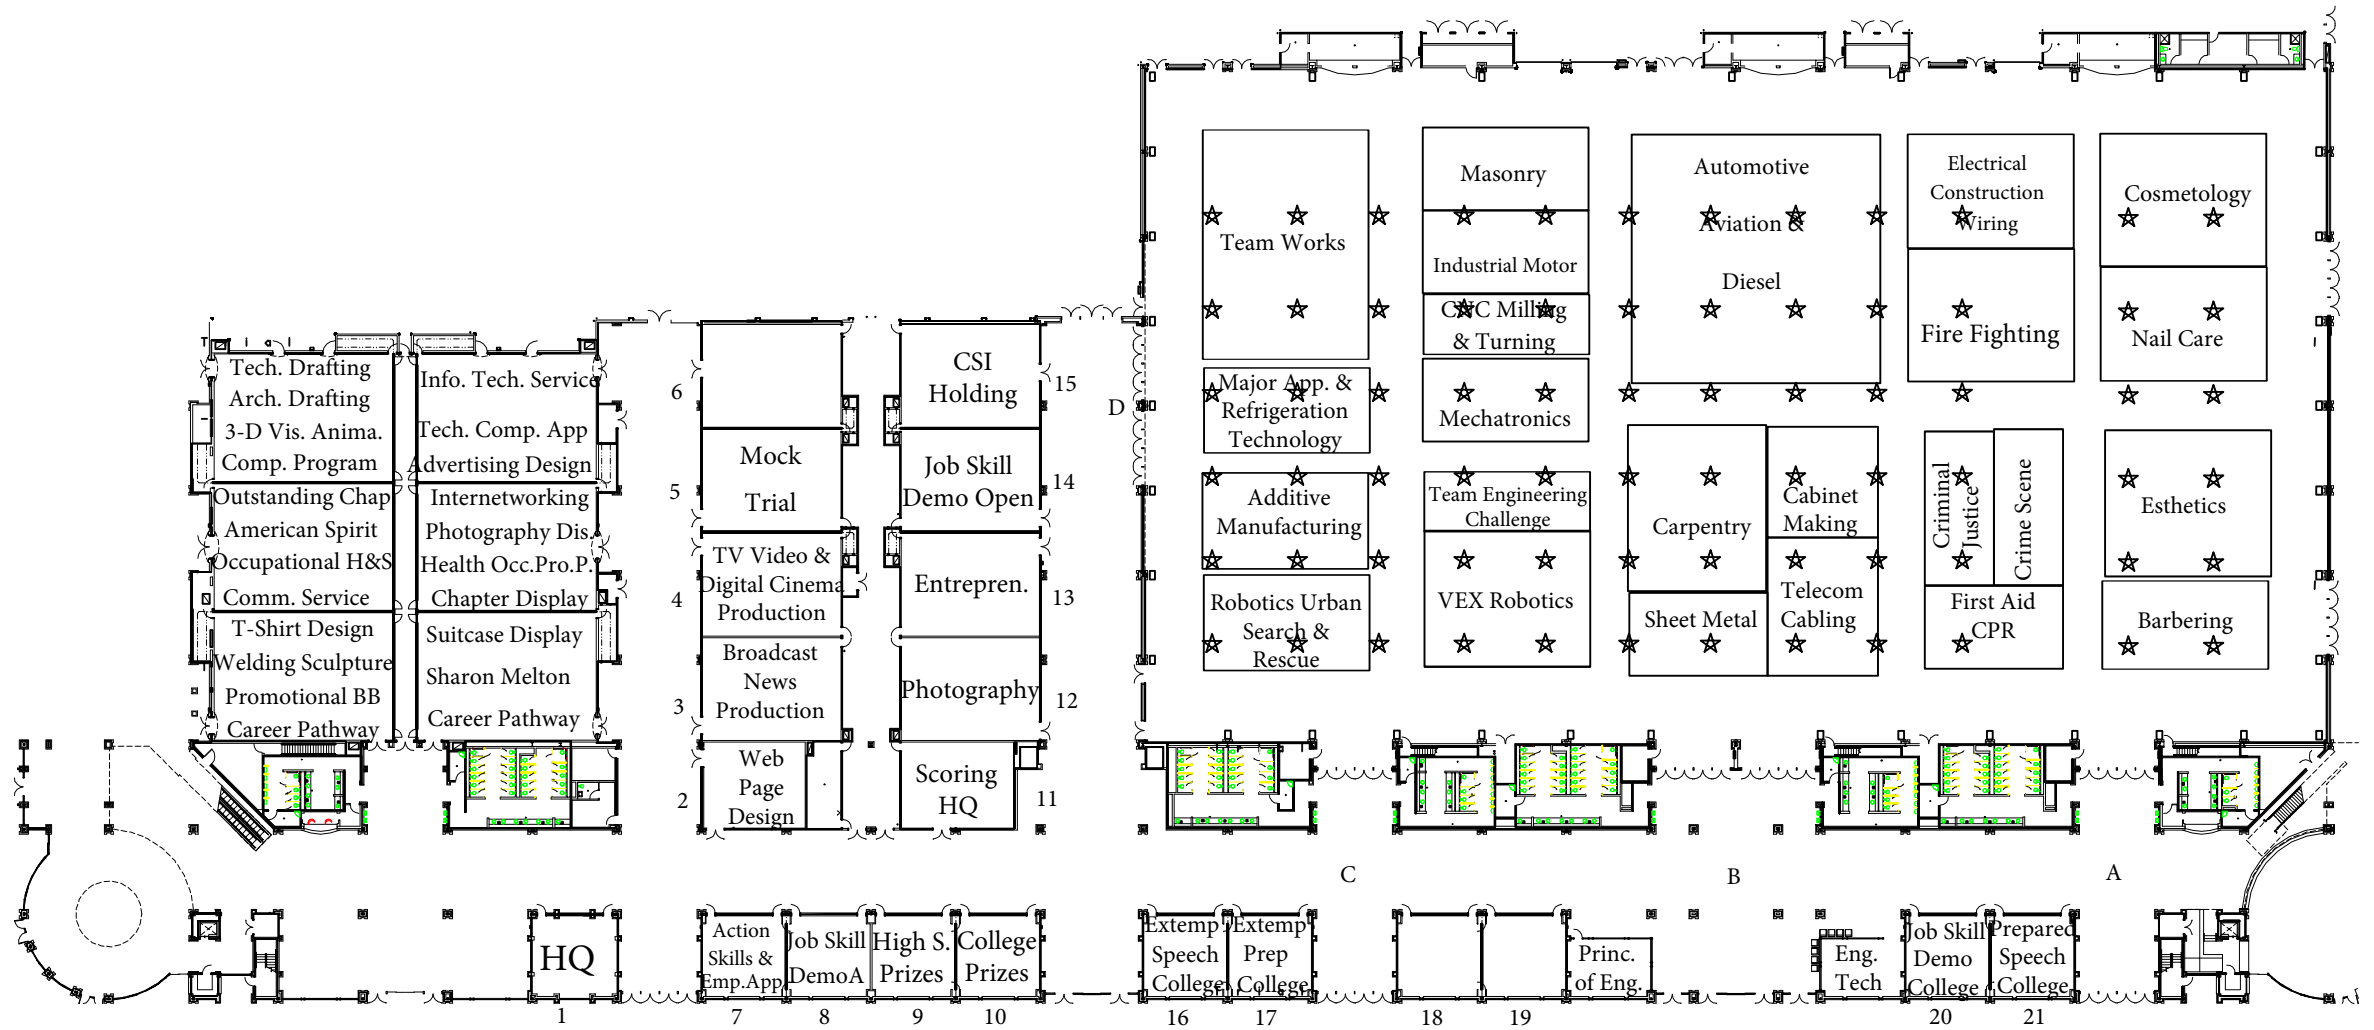 Tech. Drafting
Arch. Drafting
3-D Vis. Anima.
Comp. Program
Outstanding Chap
American Spirit
Occupational H&S
Comm. Service
T-Shirt Design
Welding Sculpture
Promotional BB
Career Pathway
Info. Tech. Service
Tech. Comp. App
Advertising Design
Internetworking
Photography Dis.
Health Occ.Pro.P.
Chapter Display
Suitcase Display
Sharon Melton
Career Pathway
6
5
4
3
2
Mock
Trial
TV Video &
Digital Cinema
Production
Broadcast
News
Production
Web
Page
Design
CSI
Holding
Job Skill
Demo Open
Entrepren.
Photography
Scoring
HQ
15
14
13
12
11
D
Team Works
Major App. &
Refrigeration
Technology
Additive
Manufacturing
Robotics Urban
Search &
Rescue
Masonry
Industrial Motor
CNC Milling
& Turning
Mechatronics
Team Engineering
Challenge
VEX Robotics
Automotive
Aviation &
Diesel
Carpentry
Sheet Metal
Cabinet
Making
Telecom
Cabling
Electrical
Construction
Wiring
Fire Fighting
Criminal
Justice
Crime Scene
First Aid
CPR
Cosmetology
Nail Care
Esthetics
Barbering
C
B
A
HQ
Action
Skills &
Emp.App
Job Skill
DemoA
High S.
Prizes
College
Prizes
Extemp
Speech
College
Extemp
Prep
College
Princ.
of Eng.
Eng.
Tech
Job Skill
Demo
College
Prepared
Speech
College
1
7
8
9
10
16
17
18
19
20
21